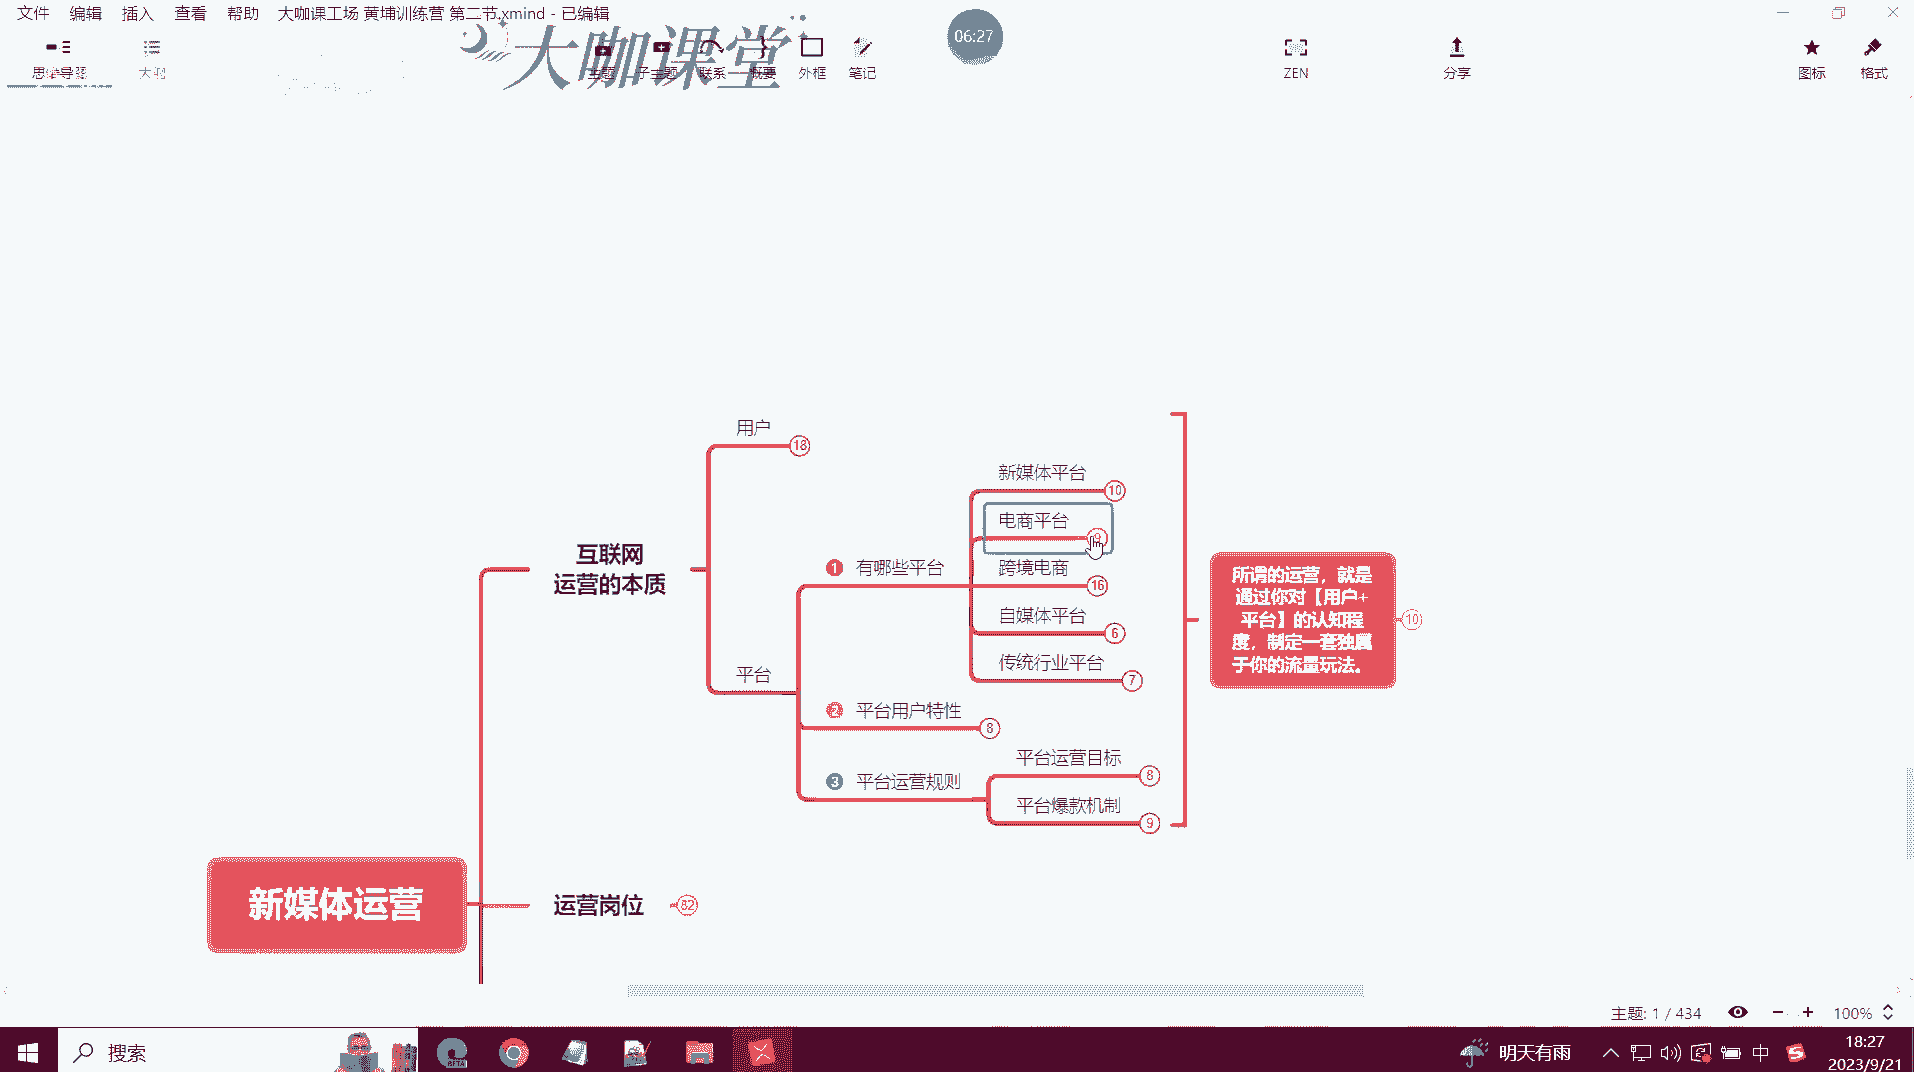 文件 编辑 插入 查看 帮助 大咖课工场 黄埔训练营 第二节.xmind - 已编辑
大咖课堂
06:27
思维导图 大纲 主题 子主题 联系 概要 外框 笔记 ZEN 分享 图标 格式
用户
18
新媒体平台
10
电商平台
1 有哪些平台
跨境电商
16
自媒体平台
6
传统行业平台
7
互联网
运营的本质
平台
2 平台用户特性
8
3 平台运营规则
平台运营目标
8
平台爆款机制
9
所谓的运营，就是
通过你对【用户+
平台】的认知程
度，制定一套独属
于你的流量玩法。
10
新媒体运营
运营岗位
82
主题: 1 / 434
100%
搜索
BETA
明天有雨
中
18:27
2023/9/21